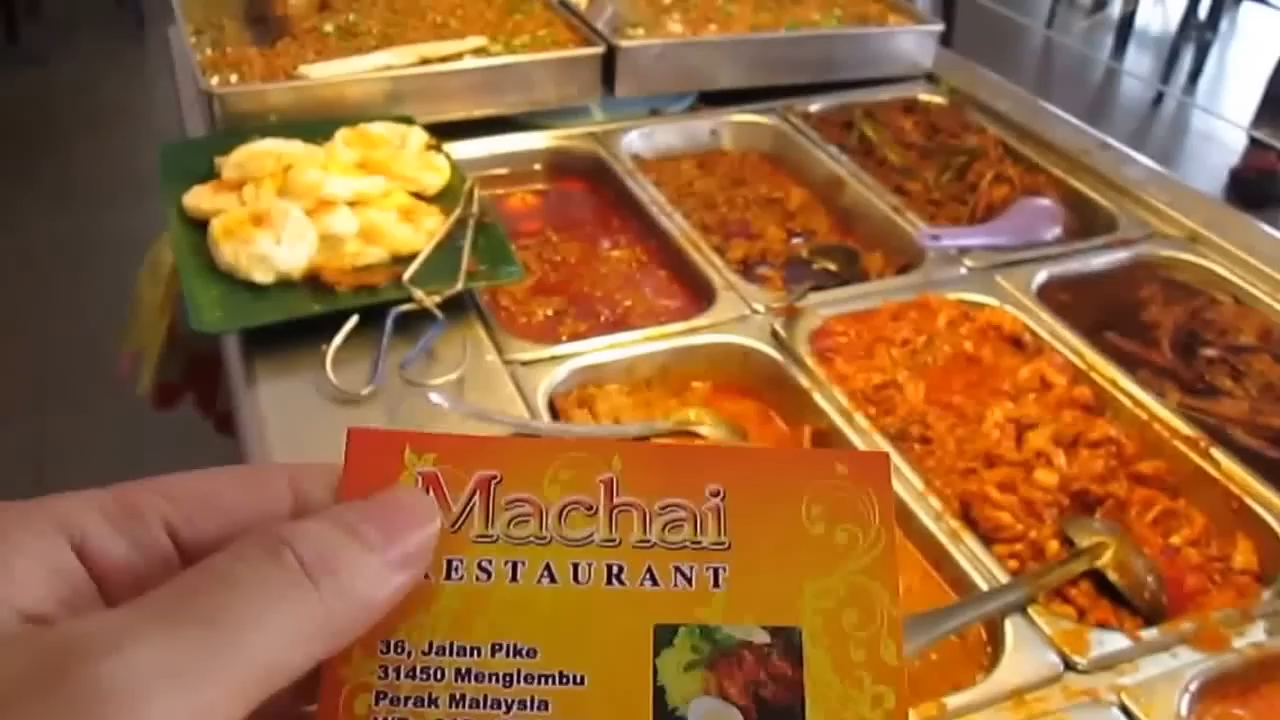 Machai
RESTAURANT
36, Jalan Pike
31450 Menglembu
Perak Malaysia